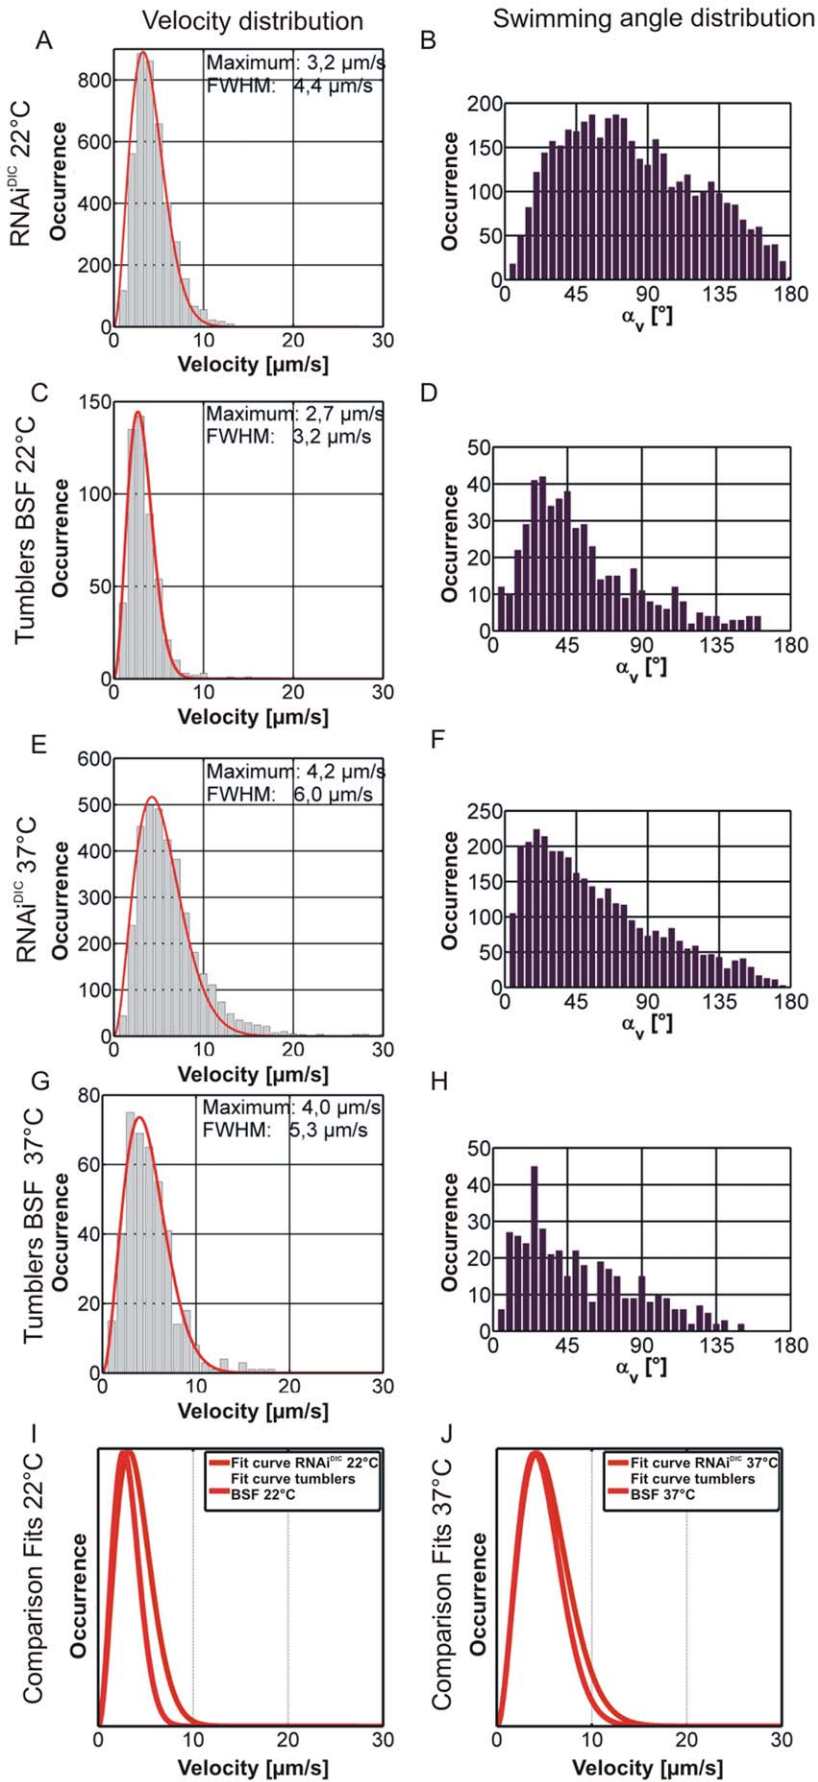 Velocity distribution
Swimming angle distribution
A
RNAiDIC 22°C
Occurrence
800
600
400
200
0
Maximum: 3,2 µm/s
FWHM: 4,4 µm/s
0 10 20 30
Velocity [µm/s]
B
Occurrence
200
150
100
50
0
0 45 90 135 180
αv [°]
C
Tumblers BSF 22°C
Occurrence
150
100
50
0
Maximum: 2,7 µm/s
FWHM: 3,2 µm/s
0 10 20 30
Velocity [µm/s]
D
Occurrence
50
40
30
20
10
0
0 45 90 135 180
αv [°]
E
RNAiDIC 37°C
Occurrence
600
500
400
300
200
100
0
Maximum: 4,2 µm/s
FWHM: 6,0 µm/s
0 10 20 30
Velocity [µm/s]
F
Occurrence
250
200
150
100
50
0
0 45 90 135 180
αv [°]
G
Tumblers BSF 37°C
Occurrence
80
60
40
20
0
Maximum: 4,0 µm/s
FWHM: 5,3 µm/s
0 10 20 30
Velocity [µm/s]
H
Occurrence
50
40
30
20
10
0
0 45 90 135 180
αv [°]
I
Comparison Fits 22°C
Occurrence
Fit curve RNAiDIC 22°C
Fit curve tumblers
BSF 22°C
0 10 20 30
Velocity [µm/s]
J
Comparison Fits 37°C
Occurrence
Fit curve RNAiDIC 37°C
Fit curve tumblers
BSF 37°C
0 10 20 30
Velocity [µm/s]